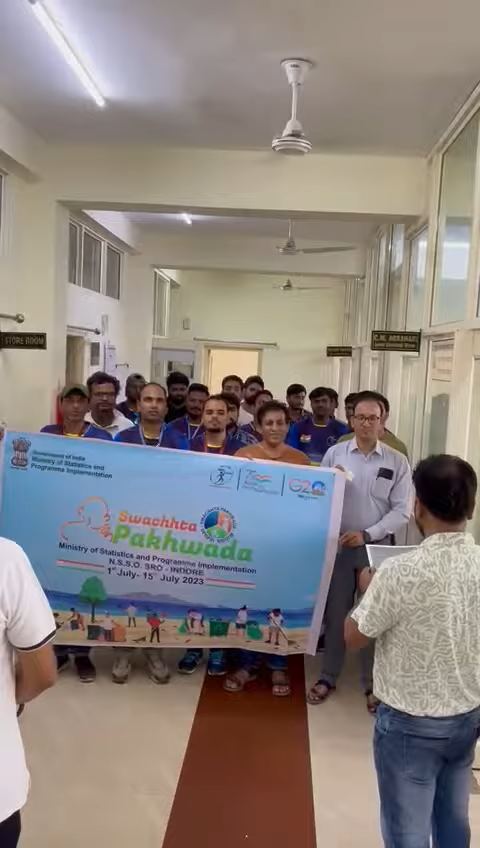 STORE ROOM
C.M. AGRAHARI
Government of India
Ministry of Statistics and
Programme Implementation
G20
Swachhta
Pakhwada
Ministry of Statistics and Programme Implementation
N.S.S.O. SRO - INDORE
1st July- 15th July 2023